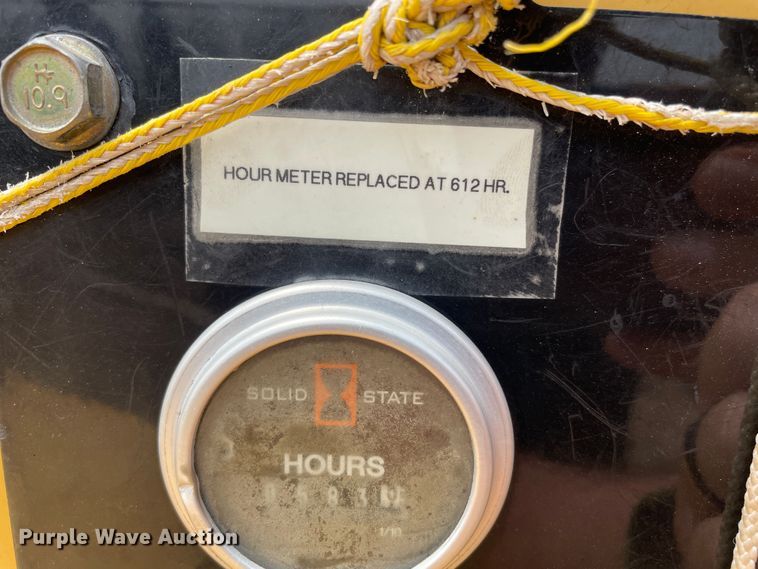 H
10.9
HOUR METER REPLACED AT 612 HR.
SOLID STATE
HOURS
1/10
Purple Wave Auction